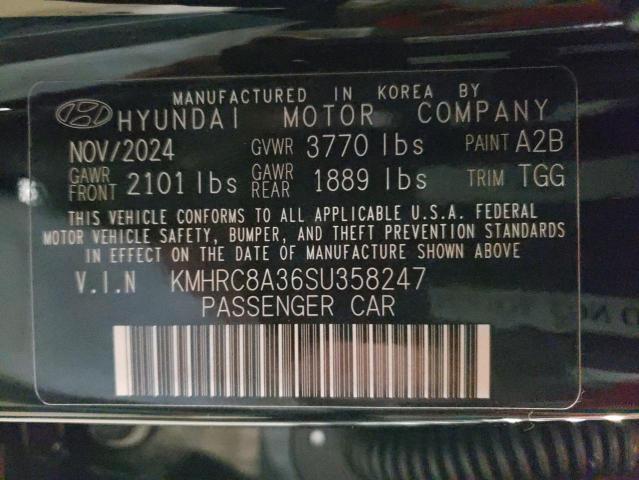 MANUFACTURED IN KOREA BY
HYUNDAI MOTOR COMPANY
NOV/2024 GVWR 3770 lbs PAINT A2B
GAWR FRONT 2101 lbs GAWR REAR 1889 lbs TRIM TGG
THIS VEHICLE CONFORMS TO ALL APPLICABLE U.S.A. FEDERAL
MOTOR VEHICLE SAFETY, BUMPER, AND THEFT PREVENTION STANDARDS
IN EFFECT ON THE DATE OF MANUFACTURE SHOWN ABOVE
V.I.N KMHRC8A36SU358247
PASSENGER CAR